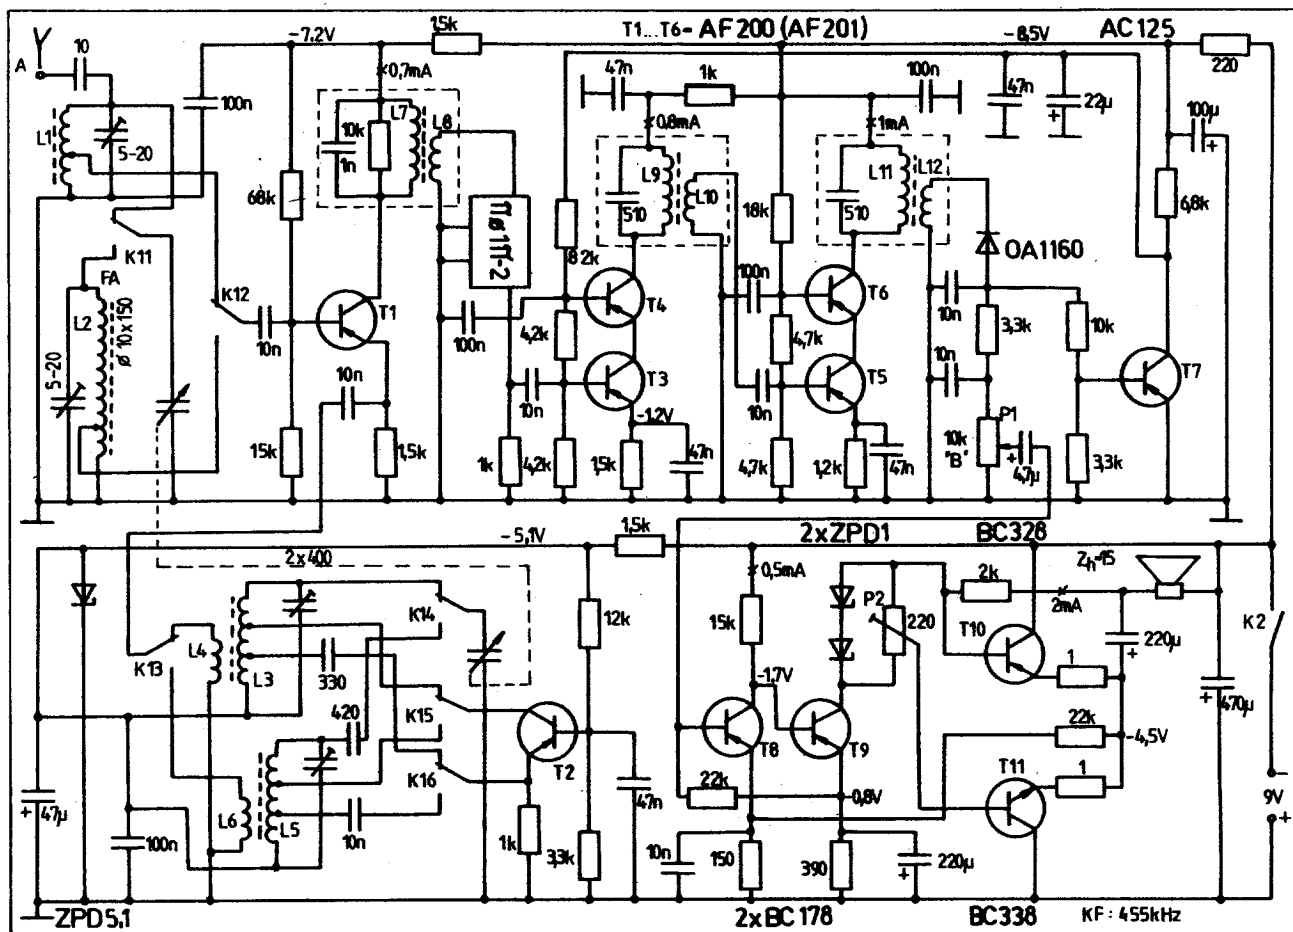 -7,2V
1,5k
T1...T6= AF200 (AF201)
-8,5V
AC125
A
10
100n
0,7mA
47n
1k
100n
47n
22µ
+
220
100µ
+
L1
5-20
10k
1n
L7
L8
0,8mA
1mA
L9
L10
510
L11
L12
510
68k
ПФ1П-2
82k
18k
6,8k
K11
FA
L2
ø 10x150
K12
10n
T1
100n
T4
100n
T6
OA1160
10n
3,3k
10k
5-20
10n
4,2k
10n
T3
4,7k
10n
T5
10n
T7
P1
-1,2V
15k
1,5k
1k
4,2k
1,5k
47n
4,7k
1,2k
47n
10k
"B"
+
4,7µ
3,3k
2x400
-5,1V
1,5k
2xZPD1
BC328
Zh=15
0,5mA
2k
2mA
K14
12k
15k
P2
220
T10
220µ
+
K2
K13
L4
L3
330
-1,7V
1
+
470µ
420
K15
T8
T9
22k
-4,5V
T2
K16
22k
-0,8V
T11
1
-
9V
+
+
47µ
100n
L6
L5
10n
1k
3,3k
47n
10n
150
390
+
220µ
ZPD5,1
2xBC178
BC338
KF: 455kHz